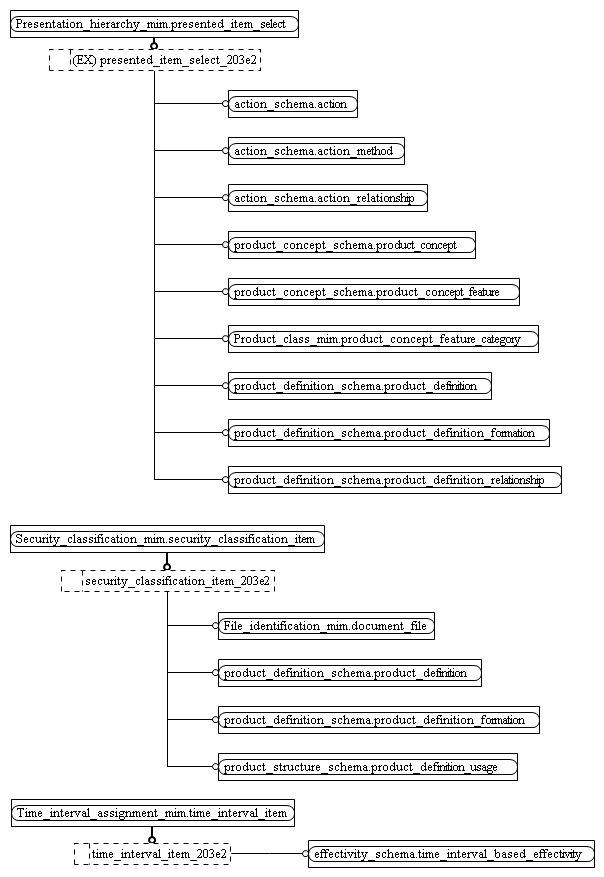 Presentation_hierarchy_mim.presented_item_select
(EX) presented_item_select_203e2
action_schema.action
action_schema.action_method
action_schema.action_relationship
product_concept_schema.product_concept
product_concept_schema.product_concept_feature
Product_class_mim.product_concept_feature_category
product_definition_schema.product_definition
product_definition_schema.product_definition_formation
product_definition_schema.product_definition_relationship
Security_classification_mim.security_classification_item
security_classification_item_203e2
File_identification_mim.document_file
product_definition_schema.product_definition
product_definition_schema.product_definition_formation
product_structure_schema.product_definition_usage
Time_interval_assignment_mim.time_interval_item
time_interval_item_203e2
effectivity_schema.time_interval_based_effectivity